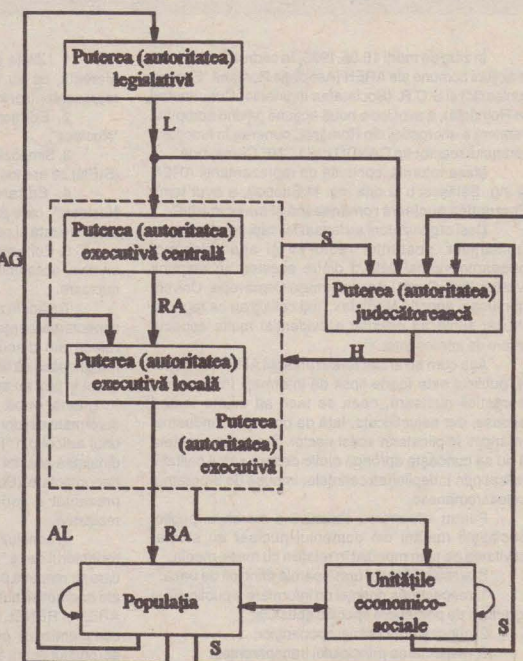 Puterea (autoritatea)
legislativă
L
Puterea (autoritatea)
executivă centrală
AG
RA
Puterea (autoritatea)
judecătorească
H
Puterea (autoritatea)
executivă locală
Puterea (autoritatea)
executivă
AL
RA
Populația
Unitățile
economico-
sociale
S
S